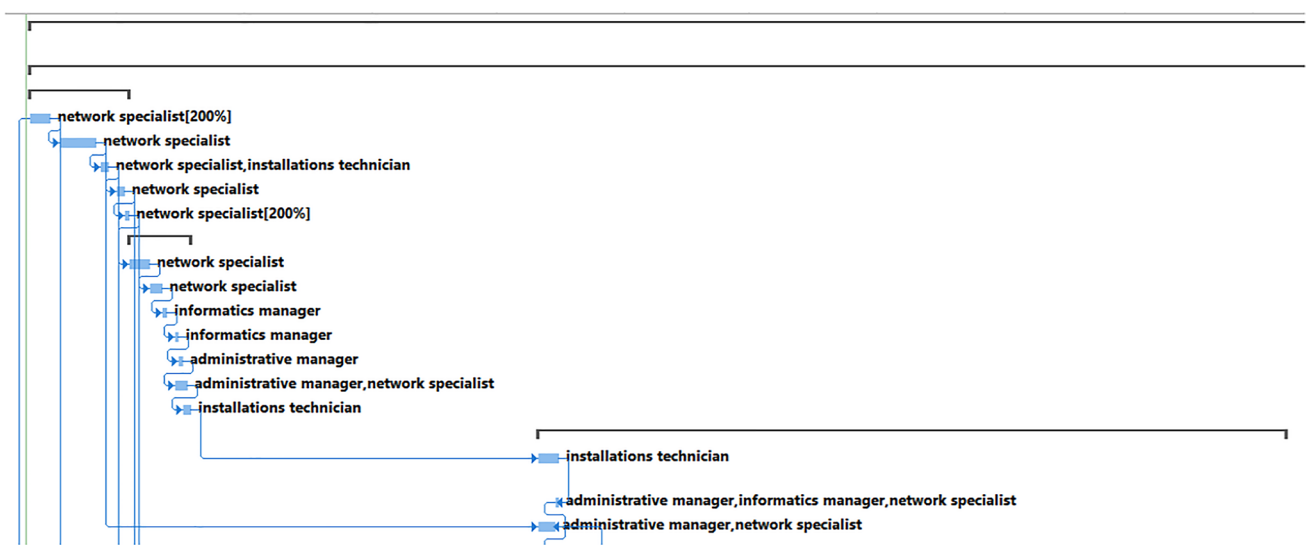 network specialist[200%]
network specialist
network specialist,installations technician
network specialist
network specialist[200%]
network specialist
network specialist
informatics manager
informatics manager
administrative manager
administrative manager,network specialist
installations technician
installations technician
administrative manager,informatics manager,network specialist
administrative manager,network specialist